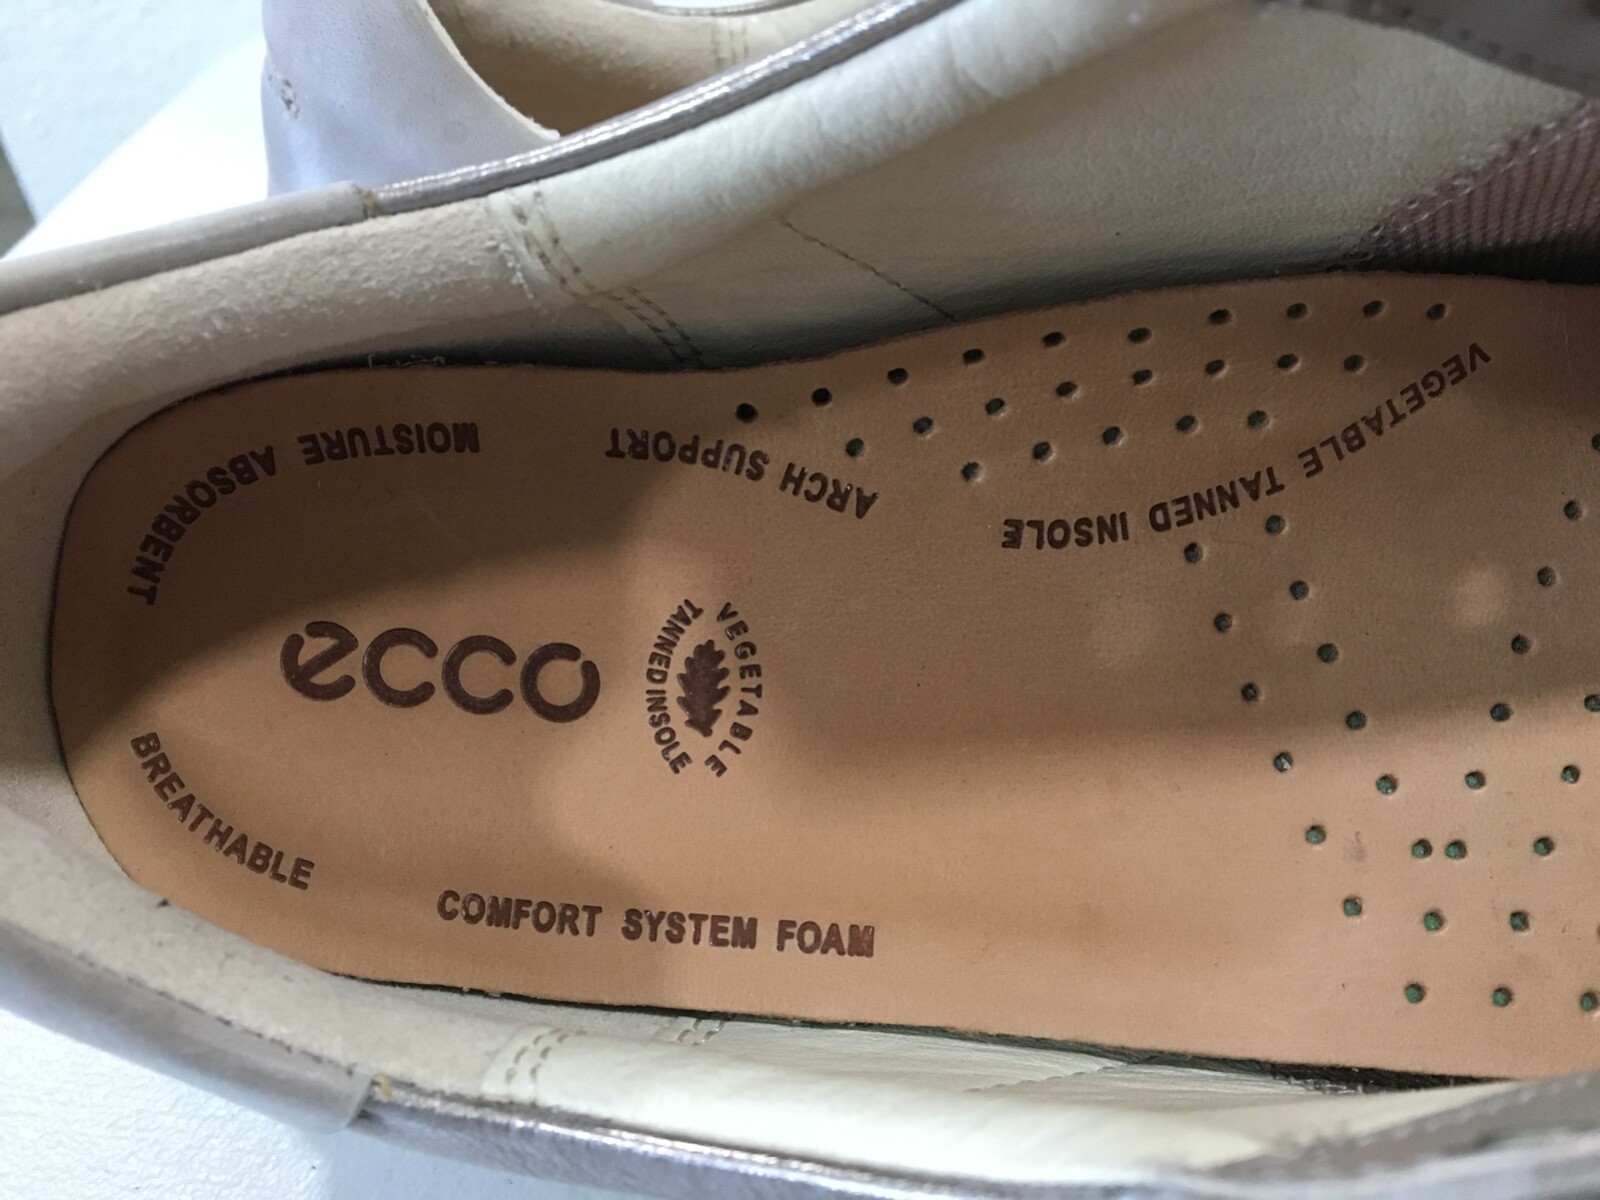 MOISTURE ABSORBENT
ARCH SUPPORT
VEGETABLE TANNED INSOLE
ecco
VEGETABLE
TANNED INSOLE
BREATHABLE
COMFORT SYSTEM FOAM